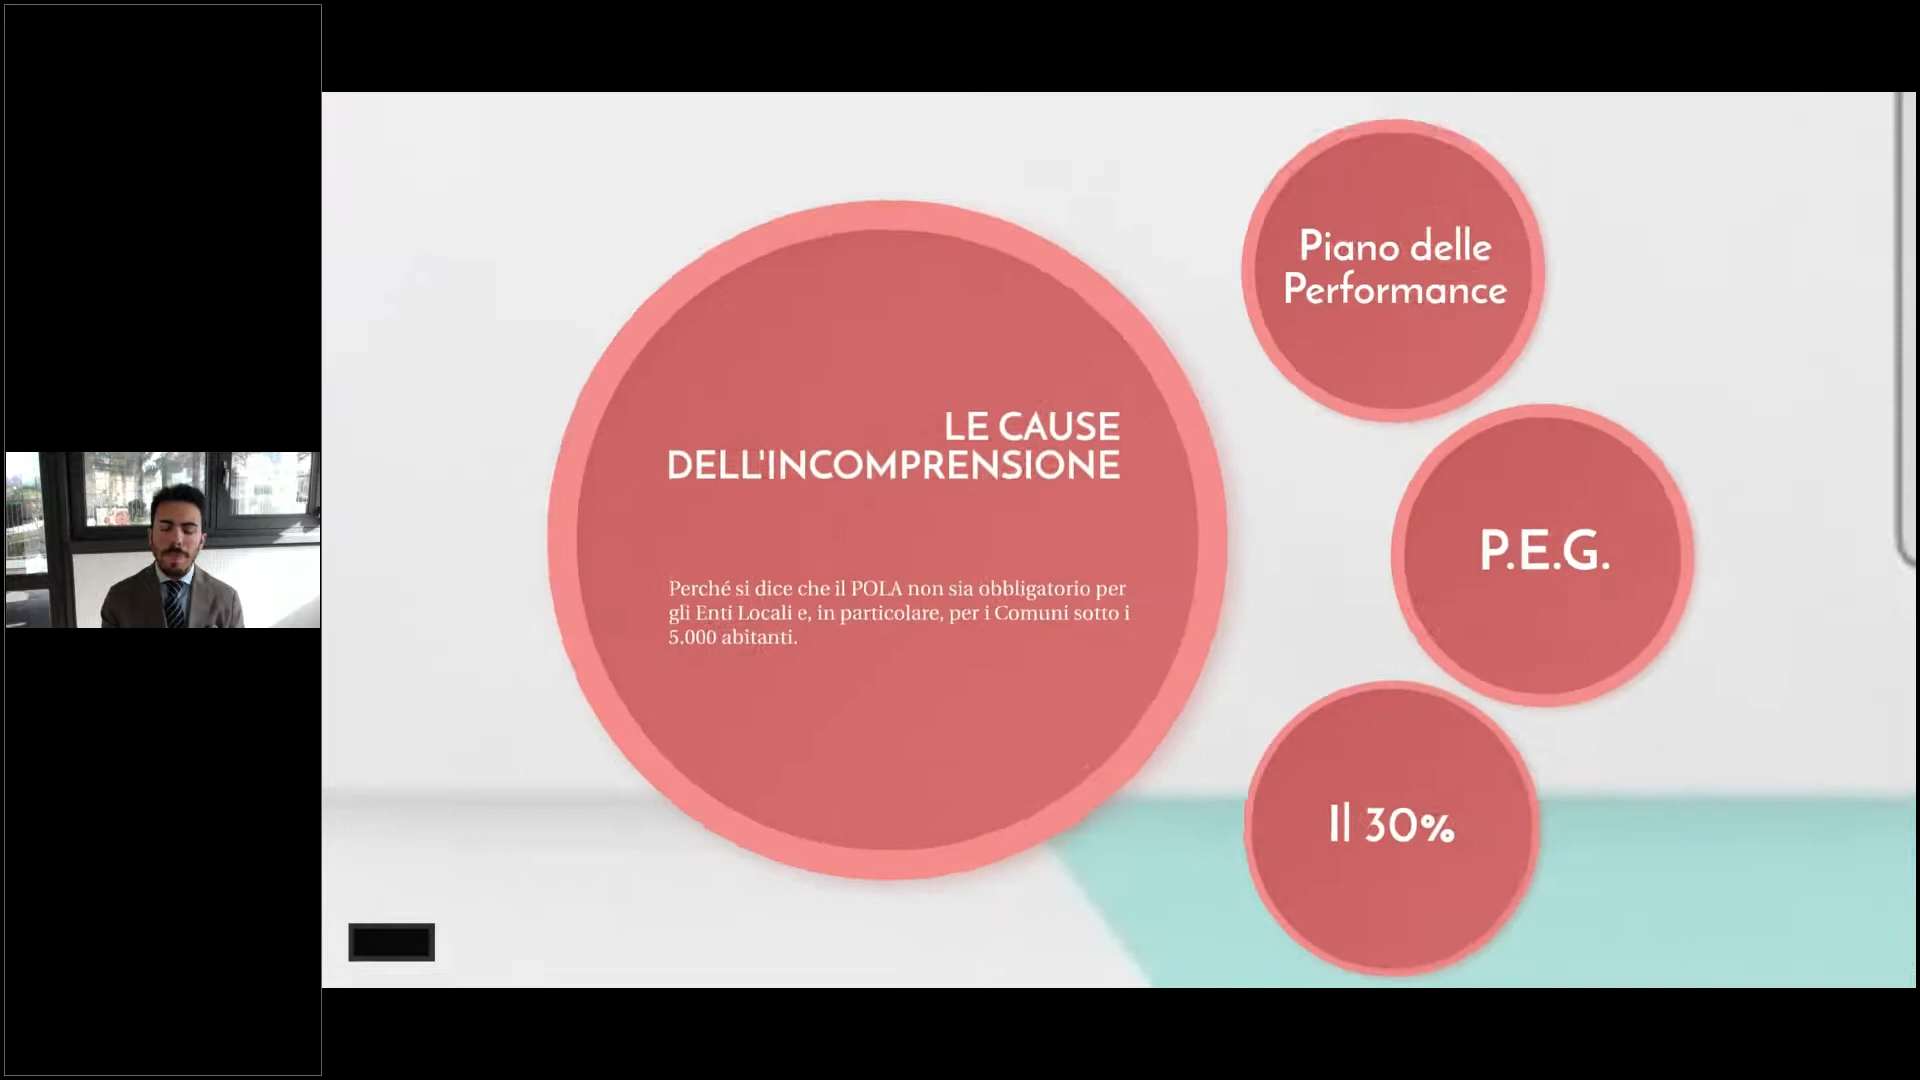 LE CAUSE
DELL'INCOMPRENSIONE
Perché si dice che il POLA non sia obbligatorio per
gli Enti Locali e, in particolare, per i Comuni sotto i
5.000 abitanti.
Piano delle
Performance
P.E.G.
Il 30%